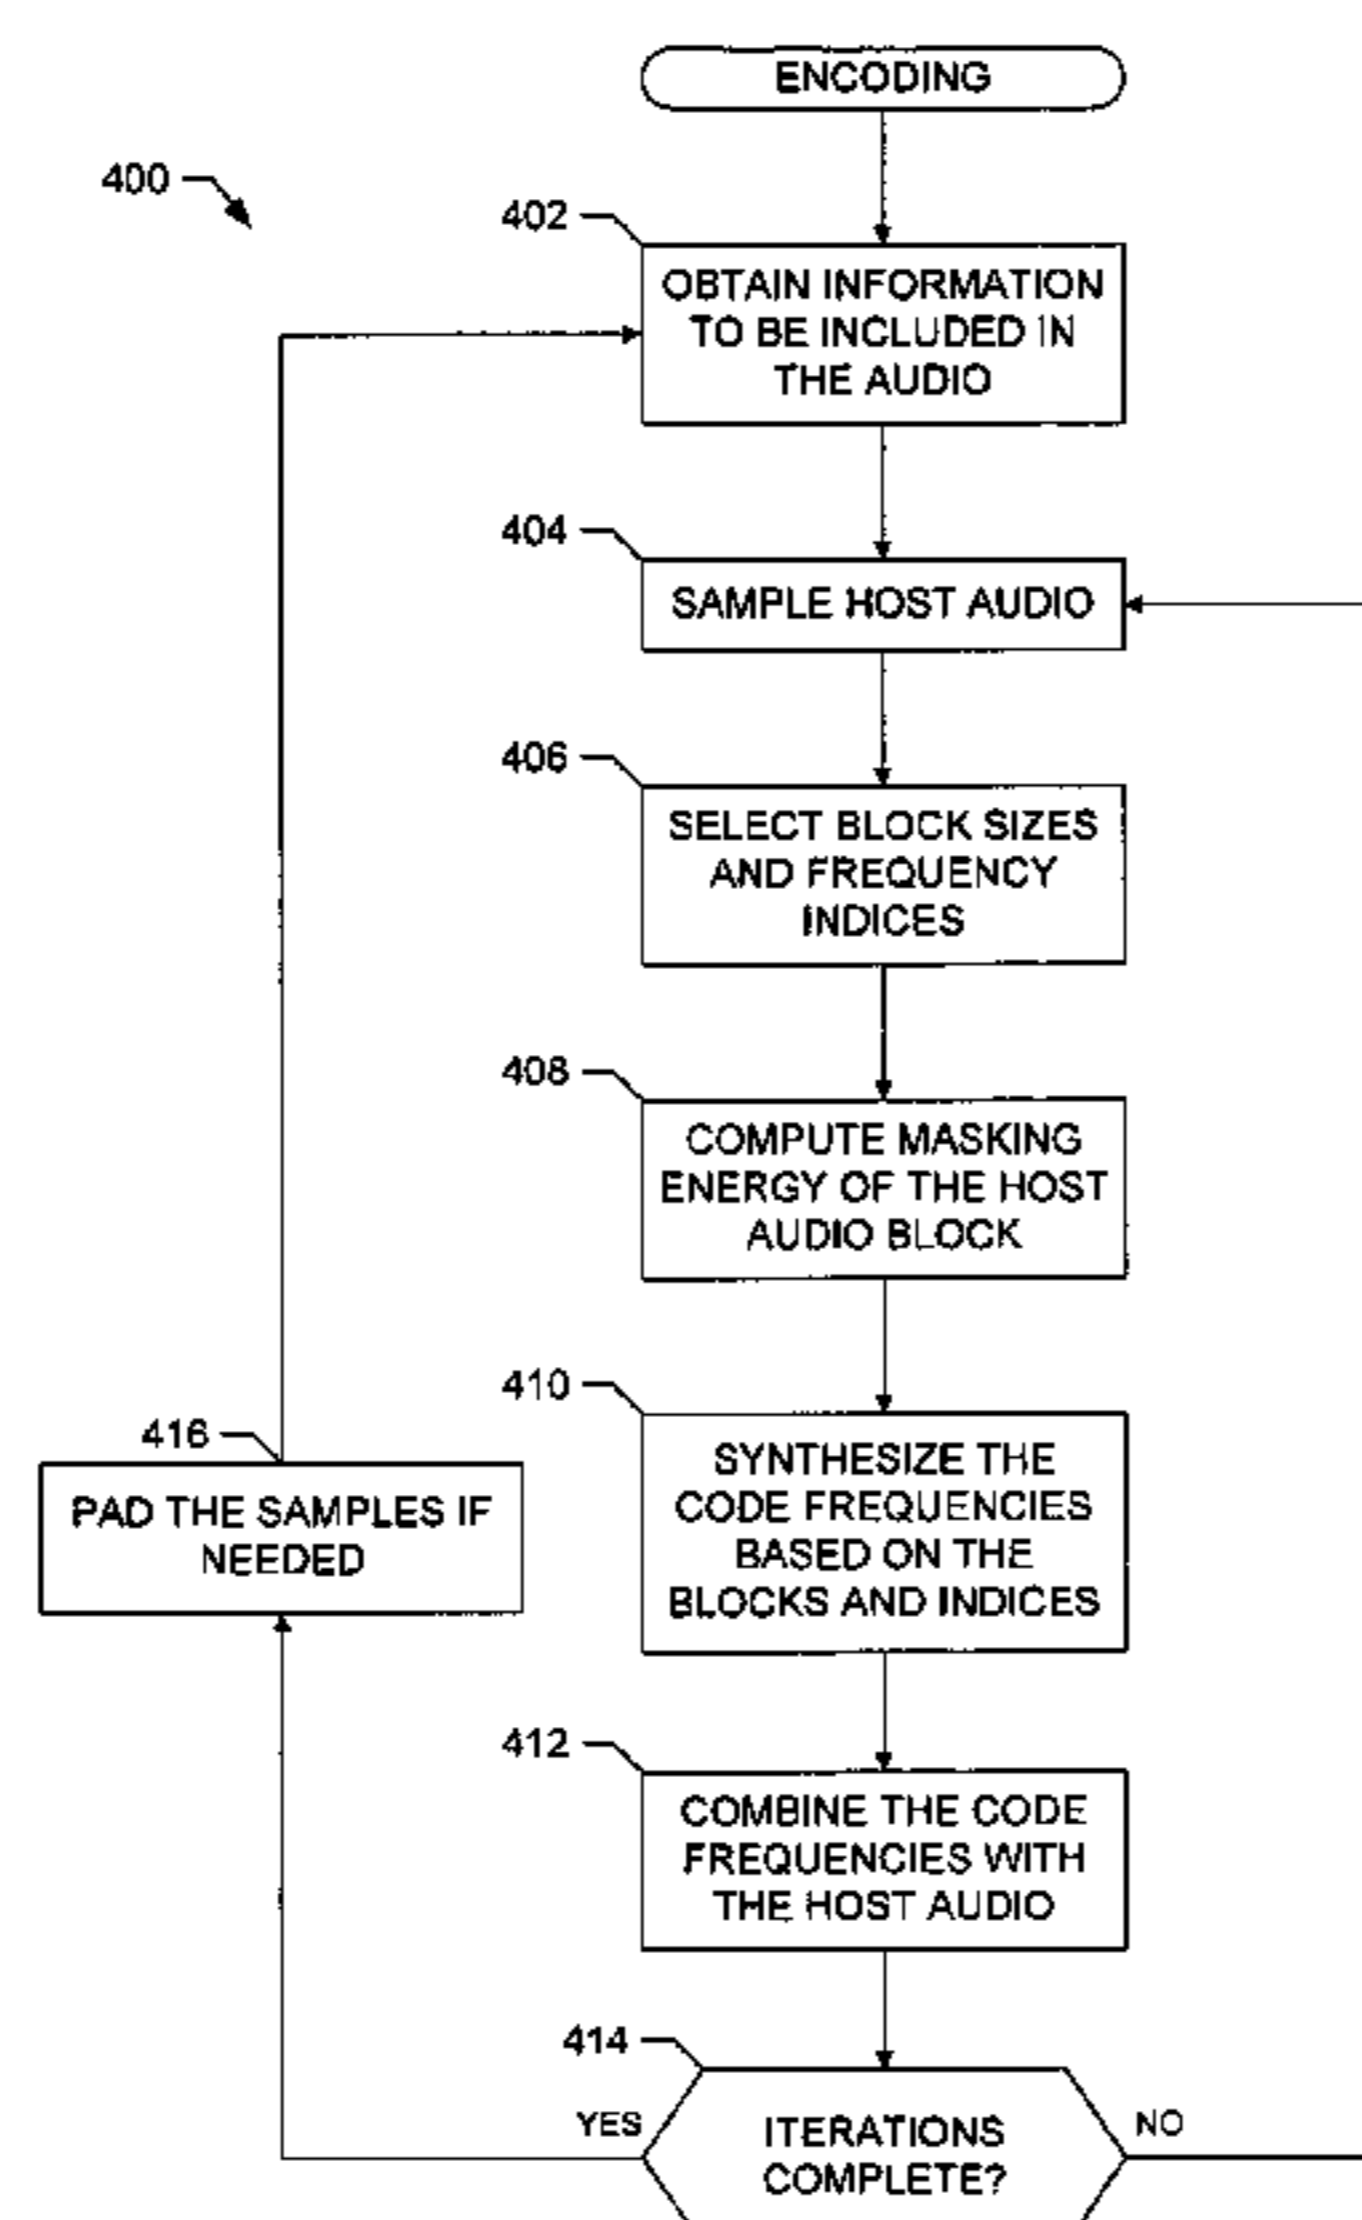 ENCODING
400
402
OBTAIN INFORMATION
TO BE INCLUDED IN
THE AUDIO
404
SAMPLE HOST AUDIO
406
SELECT BLOCK SIZES
AND FREQUENCY
INDICES
408
COMPUTE MASKING
ENERGY OF THE HOST
AUDIO BLOCK
410
SYNTHESIZE THE
CODE FREQUENCIES
BASED ON THE
BLOCKS AND INDICES
416
PAD THE SAMPLES IF
NEEDED
412
COMBINE THE CODE
FREQUENCIES WITH
THE HOST AUDIO
414
YES
ITERATIONS
COMPLETE?
NO